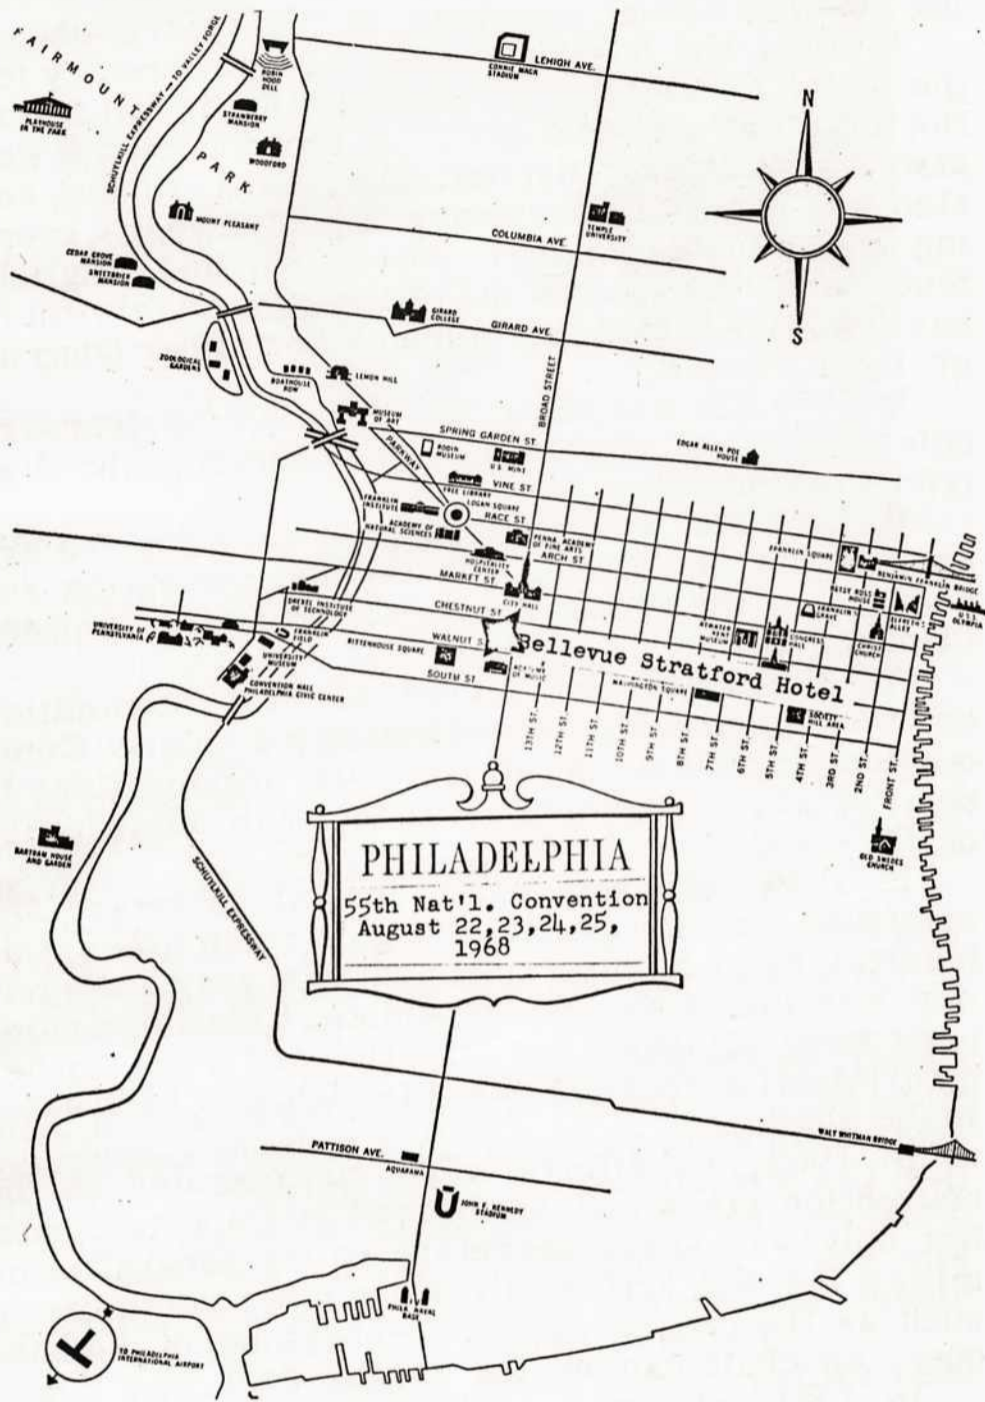 FAIRMOUNT
PARK
PLAYHOUSE
IN THE PARK
SCHUYLKILL EXPRESSWAY → TO VALLEY FORGE
ROBIN
HOOD
DELL
STRAWBERRY
MANSION
WOODFORD
MOUNT PLEASANT
CEDAR GROVE
MANSION
SWEETBRIER
MANSION
CONNIE MACK
STADIUM
LEHIGH AVE.
N
S
COLUMBIA AVE.
TEMPLE
UNIVERSITY
GIRARD
COLLEGE
GIRARD AVE.
BROAD STREET
ZOOLOGICAL
GARDENS
BOATHOUSE
ROW
LEMON HILL
MUSEUM
OF ART
PARKWAY
SPRING GARDEN ST.
RODIN
MUSEUM
U.S. MINT
EDGAR ALLEN POE
HOUSE
VINE ST.
FREE LIBRARY
LOGAN SQUARE
FRANKLIN
INSTITUTE
RACE ST.
ACADEMY OF
NATURAL SCIENCES
PENNA ACADEMY
OF FINE ARTS
ARCH ST.
HOSPITALITY
CENTER
MARKET ST.
CITY HALL
FRANKLIN SQUARE
BENJAMIN FRANKLIN BRIDGE
BETSY ROSS
HOUSE
ELFRETH'S
ALLEY
U.S.S.
OLYMPIA
DREXEL INSTITUTE
OF TECHNOLOGY
CHESTNUT ST
FRANKLIN'S
GRAVE
ATWATER
KENT
MUSEUM
CONGRESS
HALL
CHRIST
CHURCH
UNIVERSITY OF
PENNSYLVANIA
FRANKLIN
FIELD
UNIVERSITY
MUSEUM
WALNUT S
RITTENHOUSE SQUARE
Bellevue Stratford Hotel
OF MUSIC
SOUTH ST.
WASHINGTON SQUARE
SOCIETY
HILL AREA
CONVENTION HALL
PHILADELPHIA CIVIC CENTER
13TH ST.
12TH ST.
11TH ST.
10TH ST.
9TH ST.
8TH ST.
7TH ST.
6TH ST.
5TH ST.
4TH ST.
3RD ST.
2ND ST.
FRONT ST.
OLD SWEDES
CHURCH
BARTRAM HOUSE
AND GARDEN
SCHUYLKILL EXPRESSWAY
PHILADELPHIA
55th Nat'l. Convention
August 22,23,24,25,
1968
WALT WHITMAN BRIDGE
PATTISON AVE.
AQUARAMA
JOHN F. KENNEDY
STADIUM
PHILA NAVAL
BASE
TO PHILADELPHIA
INTERNATIONAL AIRPORT